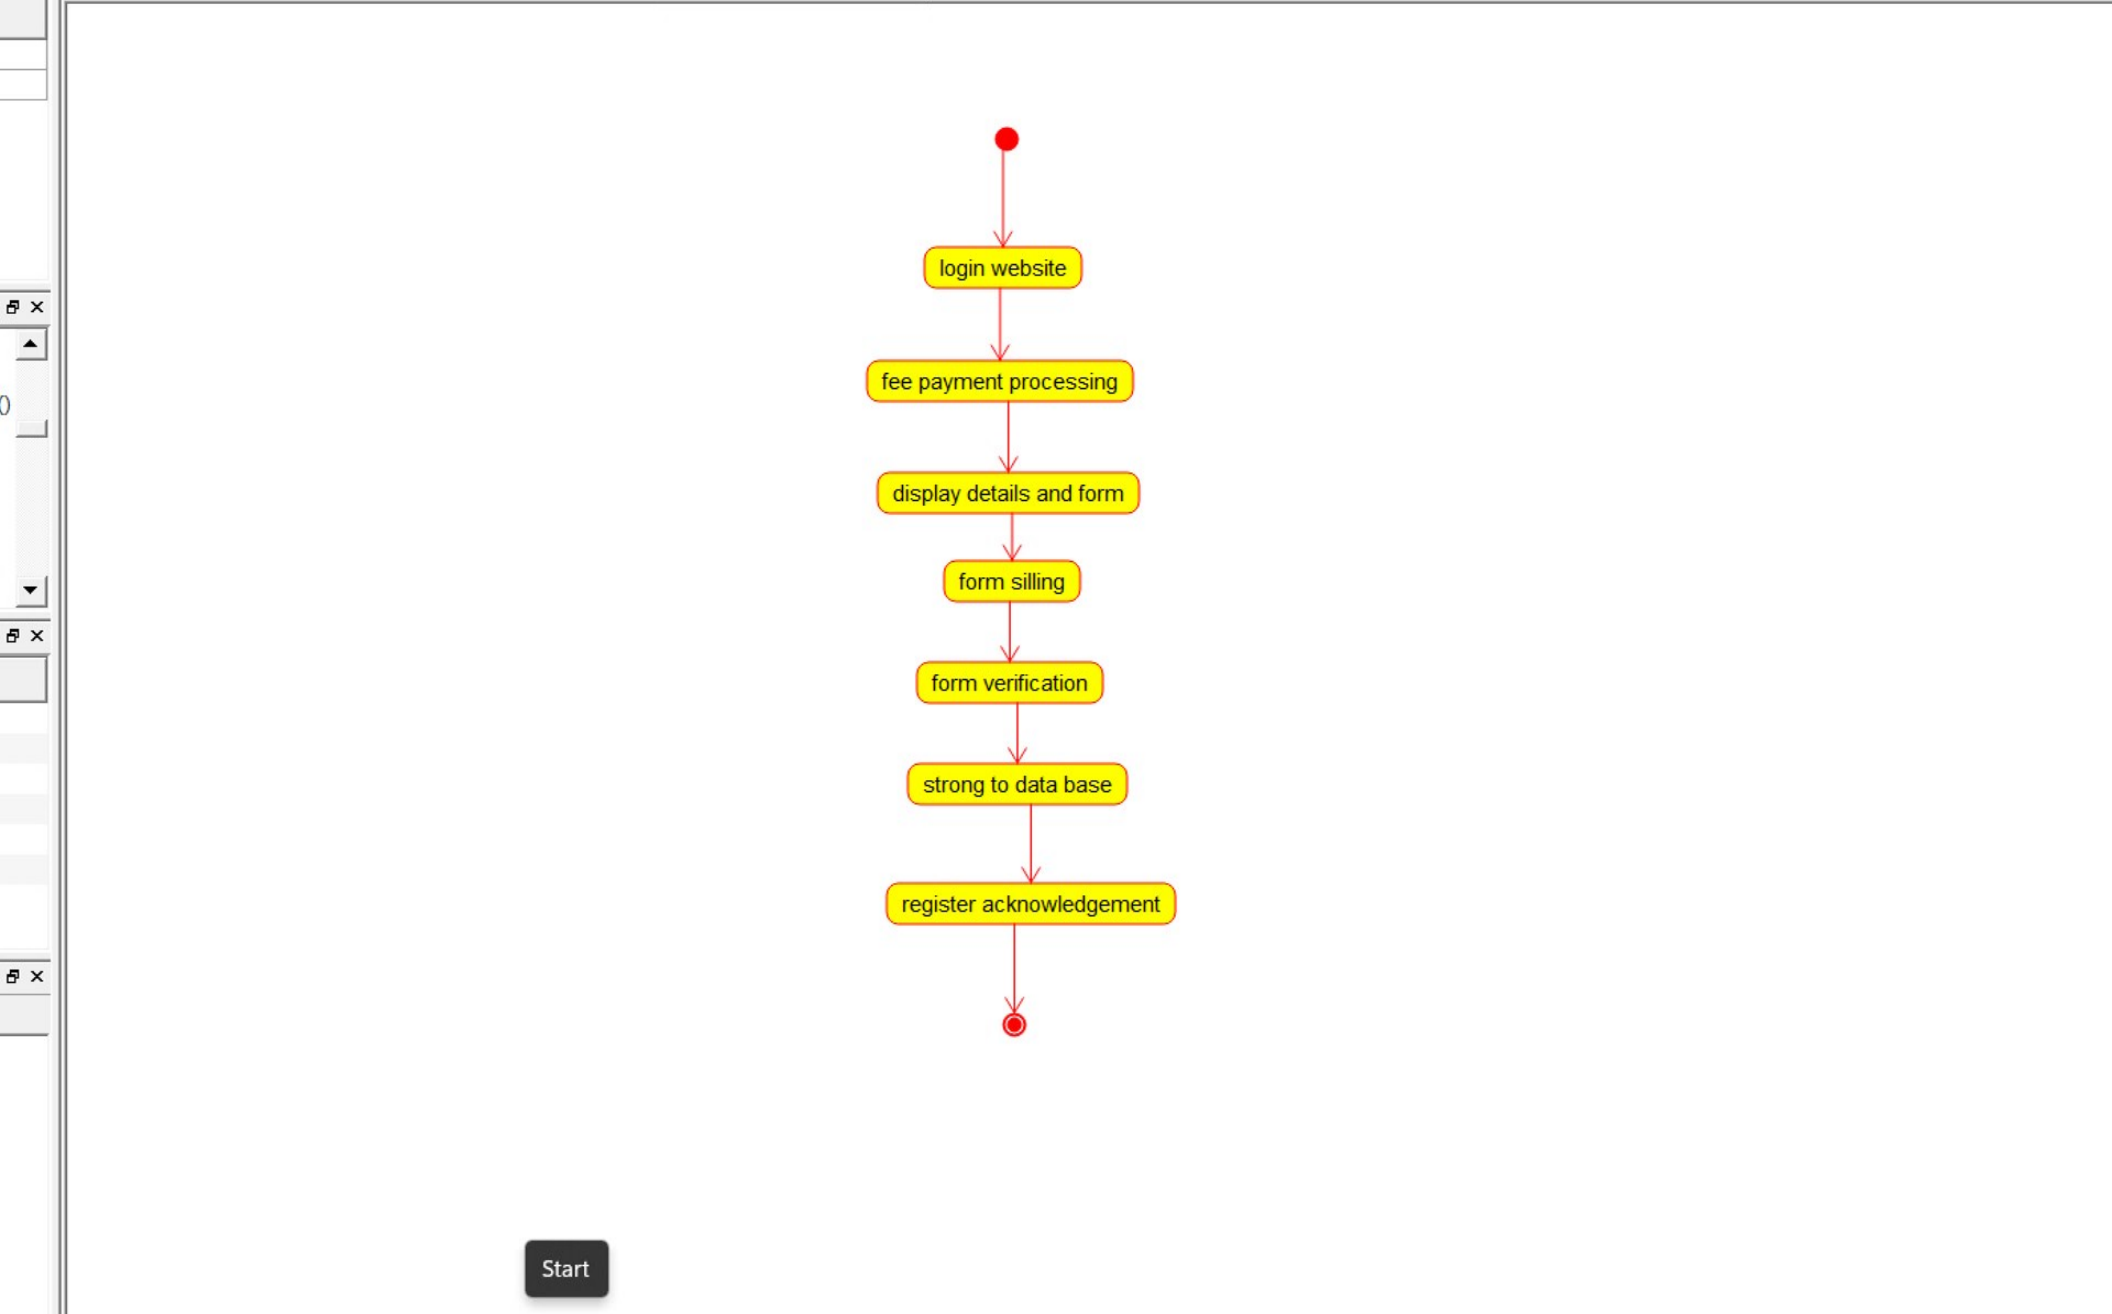 login website
fee payment processing
display details and form
form silling
form verification
strong to data base
register acknowledgement
Start